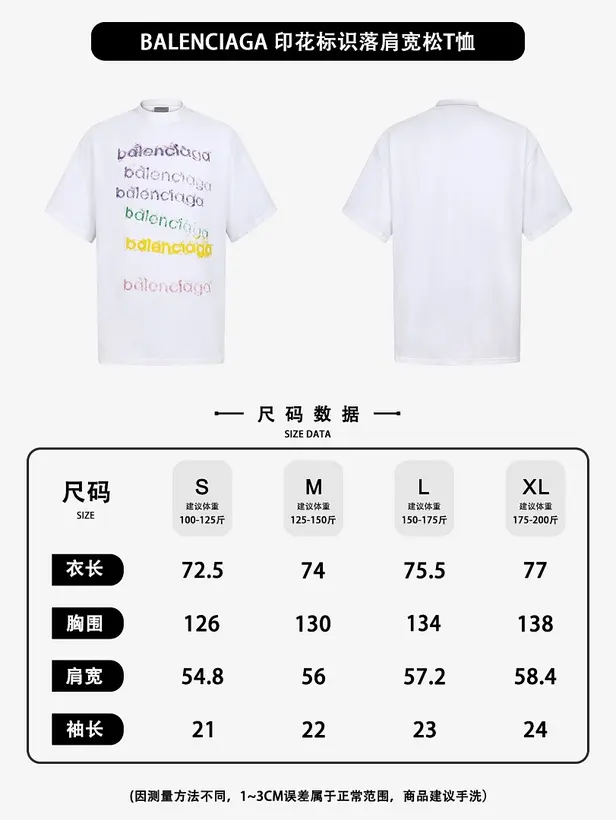 BALENCIAGA 印花标识落肩宽松T恤
balenciaga
balenciaga
balenciaga
balenciaga
balenciaga
balenciaga
尺码数据
SIZE DATA
尺码 S M L XL
SIZE 建议体重 建议体重 建议体重 建议体重
100-125斤 125-150斤 150-175斤 175-200斤
衣长 72.5 74 75.5 77
胸围 126 130 134 138
肩宽 54.8 56 57.2 58.4
袖长 21 22 23 24
(因测量方法不同，1~3CM误差属于正常范围，商品建议手洗)